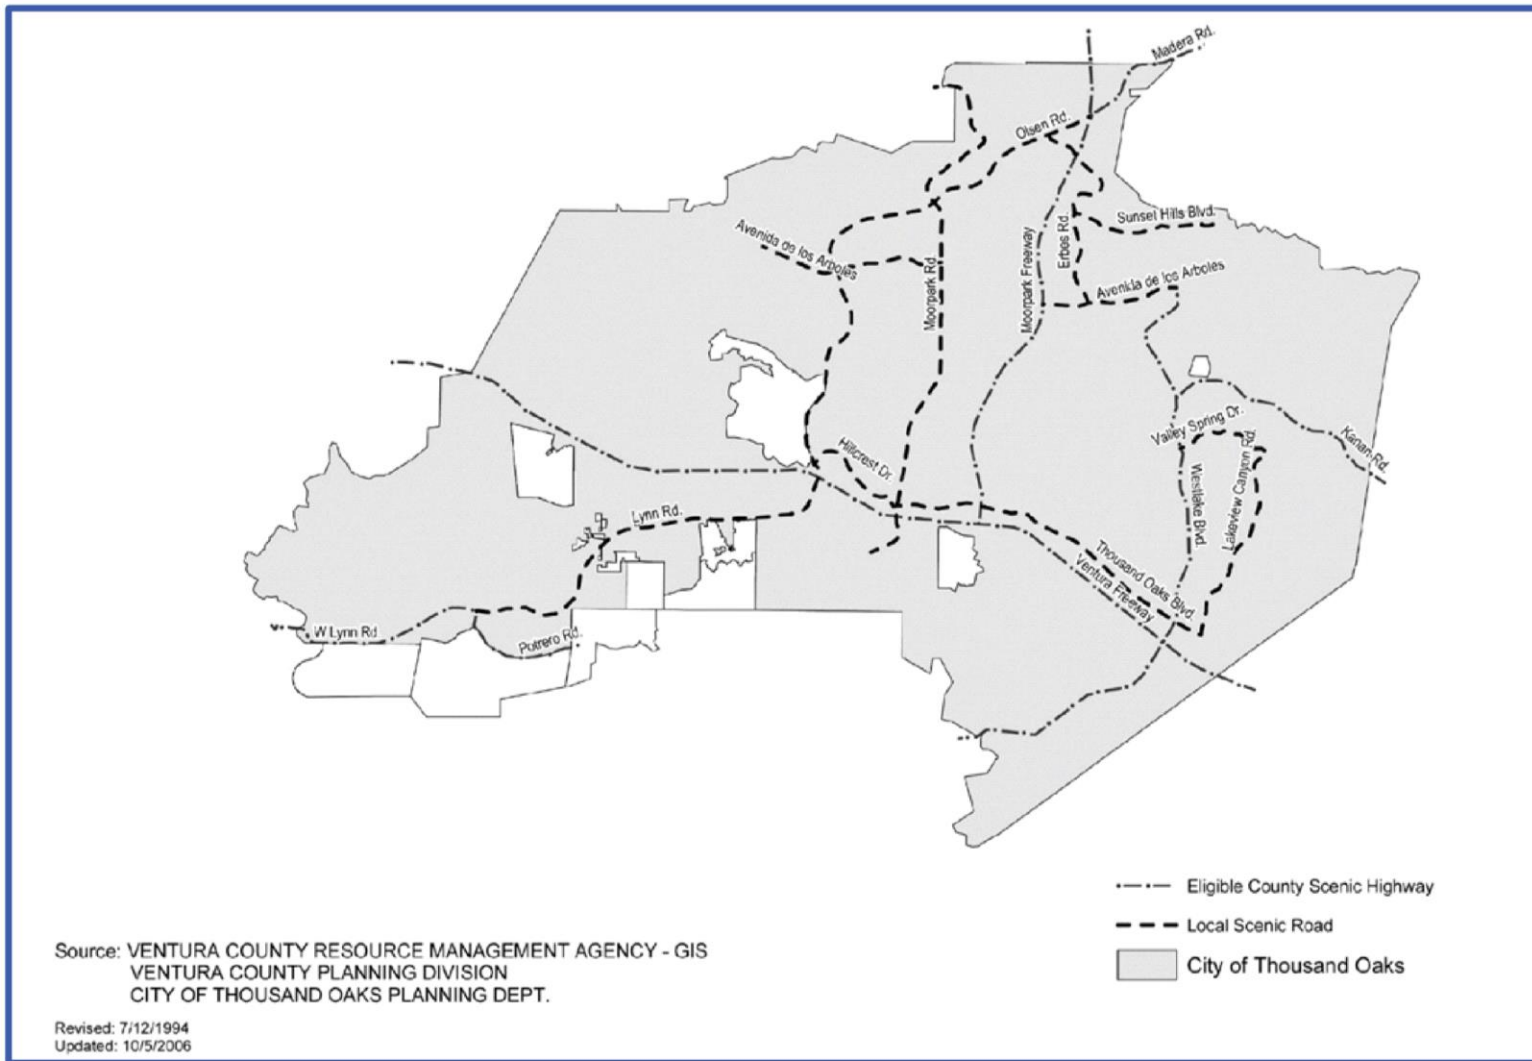 Madera Rd.
Olsen Rd.
Sunset Hills Blvd.
Erbes Rd.
Avenida de los Arboles
Moorpark Rd.
Moorpark Freeway
Avenida de los Arboles
Valley Spring Dr.
Kanan Rd.
Hillcrest Dr.
Westlake Blvd.
Lakeview Canyon Rd.
Lynn Rd.
Thousand Oaks Blvd.
Ventura Freeway
W Lynn Rd
Potrero Rd.
Eligible County Scenic Highway
Local Scenic Road
City of Thousand Oaks
Source: VENTURA COUNTY RESOURCE MANAGEMENT AGENCY - GIS
VENTURA COUNTY PLANNING DIVISION
CITY OF THOUSAND OAKS PLANNING DEPT.
Revised: 7/12/1994
Updated: 10/5/2006